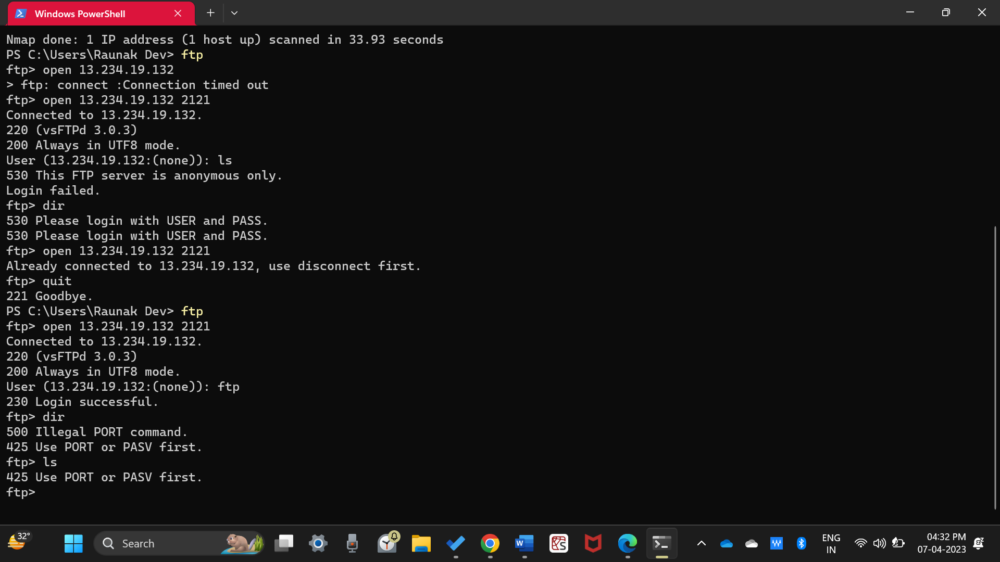 Windows PowerShell
Nmap done: 1 IP address (1 host up) scanned in 33.93 seconds
PS C:\Users\Raunak Dev> ftp
ftp> open 13.234.19.132
> ftp: connect :Connection timed out
ftp> open 13.234.19.132 2121
Connected to 13.234.19.132.
220 (vsFTPd 3.0.3)
200 Always in UTF8 mode.
User (13.234.19.132:(none)): ls
530 This FTP server is anonymous only.
Login failed.
ftp> dir
530 Please login with USER and PASS.
530 Please login with USER and PASS.
ftp> open 13.234.19.132 2121
Already connected to 13.234.19.132, use disconnect first.
ftp> quit
221 Goodbye.
PS C:\Users\Raunak Dev> ftp
ftp> open 13.234.19.132 2121
Connected to 13.234.19.132.
220 (vsFTPd 3.0.3)
200 Always in UTF8 mode.
User (13.234.19.132:(none)): ftp
230 Login successful.
ftp> dir
500 Illegal PORT command.
425 Use PORT or PASV first.
ftp> ls
425 Use PORT or PASV first.
ftp>
32°
Search
ENG
IN
04:32 PM
07-04-2023